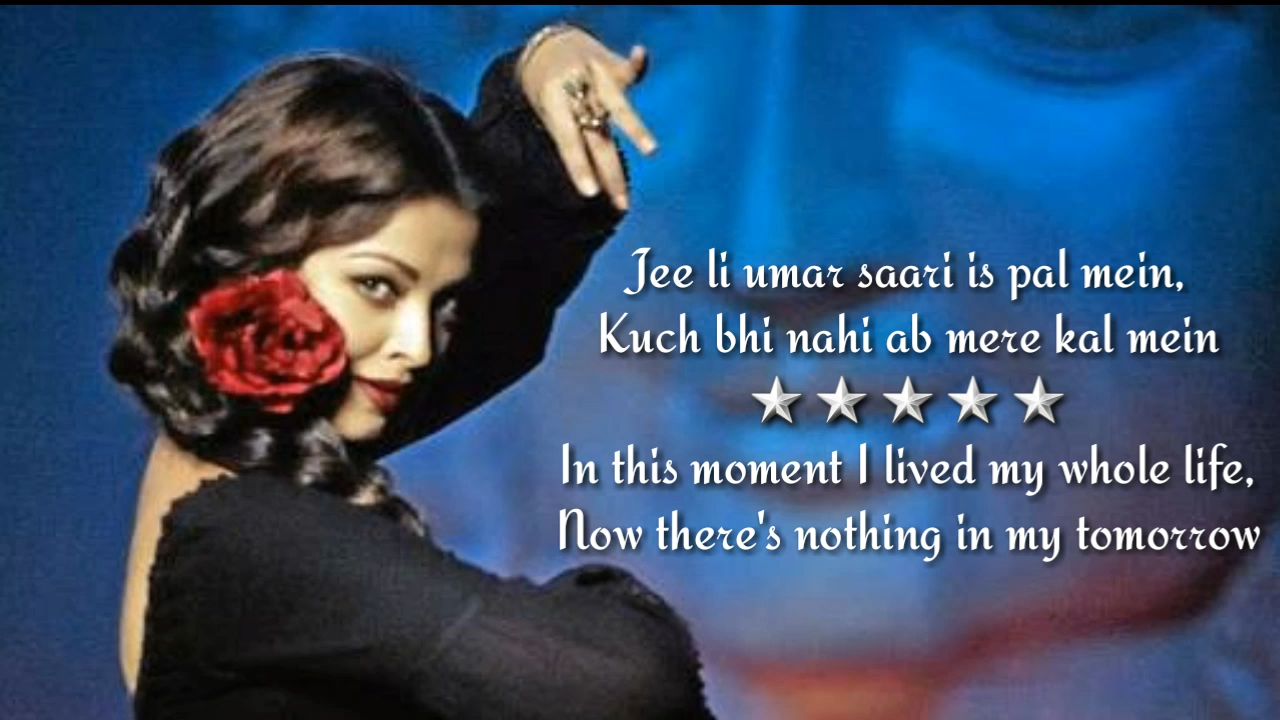 Jee li umar saari is pal mein,
Kuch bhi nahi ab mere kal mein
In this moment I lived my whole life,
Now there's nothing in my tomorrow